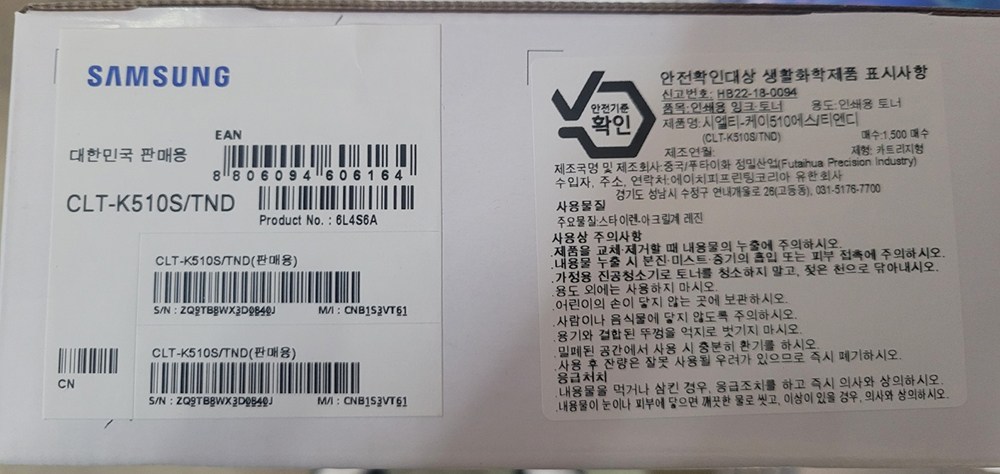 SAMSUNG
EAN
대한민국 판매용
8 806094 606164
CLT-K510S/TND
Product No. : 6L4S6A
CLT-K510S/TND(판매용)
S/N : ZQ9TB8WX3D0840J M/I : CNB1S3VT61
CLT-K510S/TND(판매용)
S/N : ZQ9TB8WX3D0840J M/I : CNB1S3VT61
CN
안전기준
확인
안전확인대상 생활화학제품 표시사항
신고번호: HB22-18-0094
품목:인쇄용 잉크·토너 용도:인쇄용 토너
제품명:시엘티-케이510에스/티엔디
(CLT-K510S/TND) 매수:1,500 매수
제조연월: 제형: 카트리지형
제조국명 및 제조회사:중국/푸타이화 정밀산업(Futaihua Precision Industry)
수입자, 주소, 연락처:에이치피프린팅코리아 유한회사
경기도 성남시 수정구 연내개울로 26(고등동), 031-5176-7700
사용물질
주요물질:스타이렌.아크릴계 레진
사용상 주의사항
.제품을 교체·제거할 때 내용물의 누출에 주의하시오.
.내용물 누출 시 분진·미스트·증기의 흡입 또는 피부 접촉에 주의하시오.
.가정용 진공청소기로 토너를 청소하지 말고, 젖은 천으로 닦아내시오.
.용도 외에는 사용하지 마시오.
.어린이의 손이 닿지 않는 곳에 보관하시오.
.사람이나 음식물에 닿지 않도록 주의하시오.
.용기와 결합된 뚜껑을 억지로 벗기지 마시오.
.밀폐된 공간에서 사용 시 충분히 환기를 하시오.
.사용 후 잔량은 잘못 사용될 우려가 있으므로 즉시 폐기하시오.
응급처치
.내용물을 먹거나 삼킨 경우, 응급조치를 하고 즉시 의사와 상의하시오.
.내용물이 눈이나 피부에 닿으면 깨끗한 물로 씻고, 이상이 있을 경우, 의사와 상의하시오.